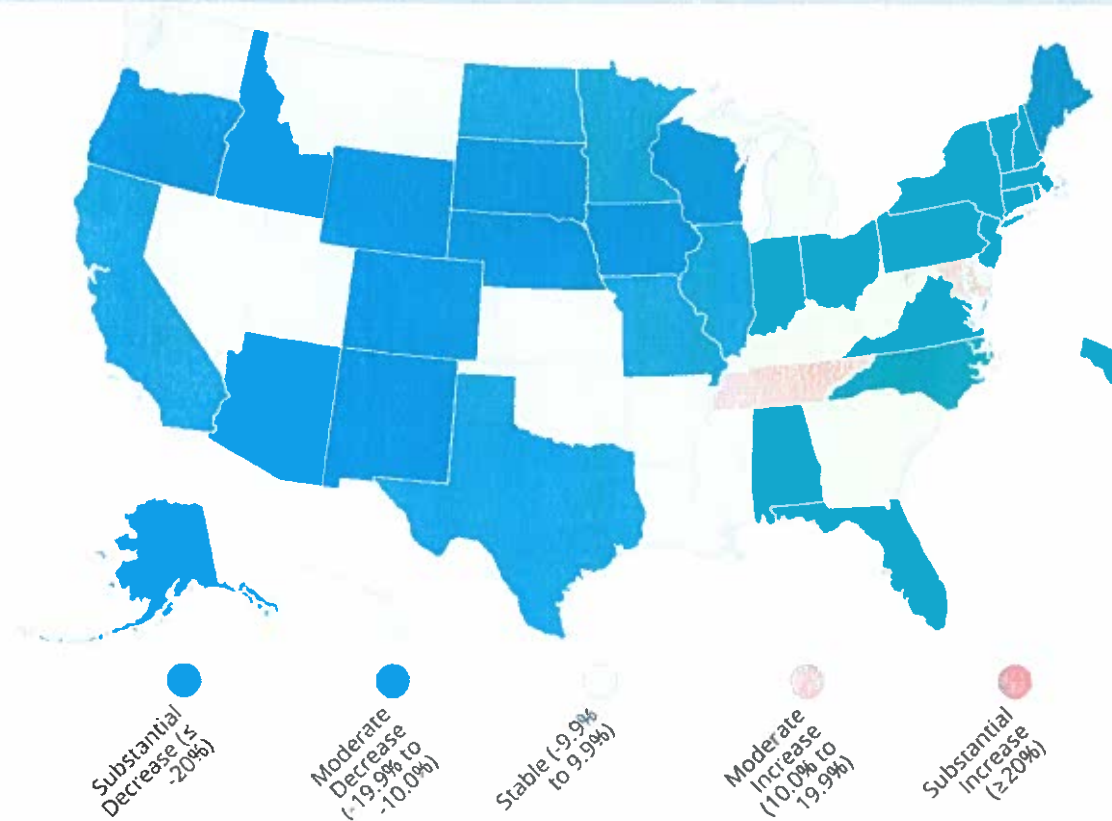 Substantial
Decrease (≤
-20%)
Moderate
Decrease
(-19.9% to
-10.0%)
Stable (-9.9%
to 9.9%)
Moderate
Increase
(10.0% to
19.9%)
Substantial
Increase
(≥20%)